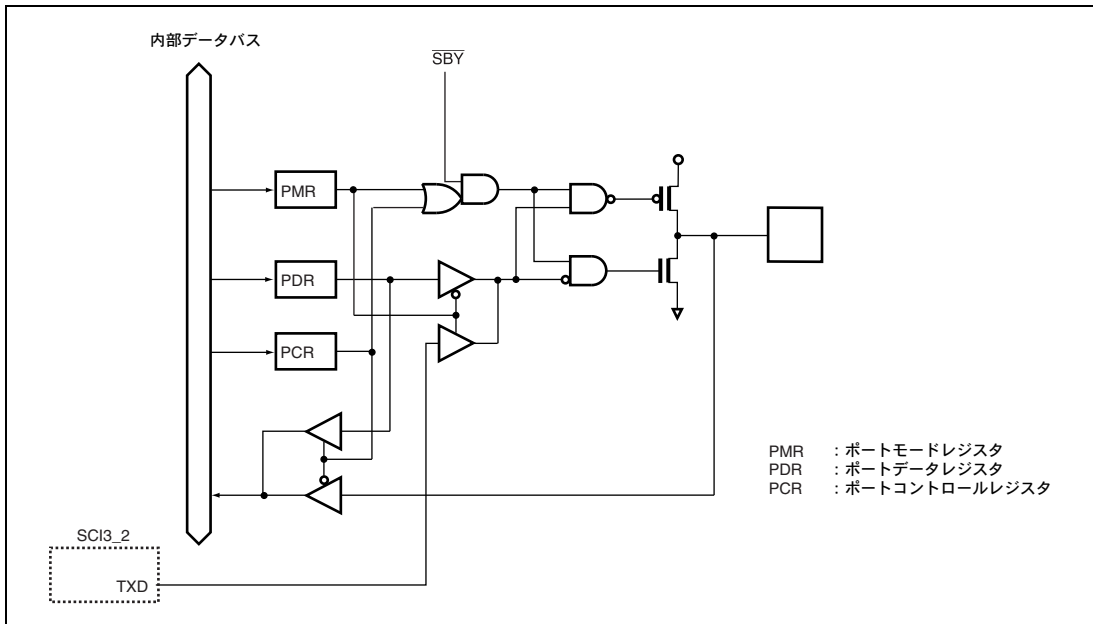 内部データバス
SBY
PMR
PDR
PCR
PMR :ポートモードレジスタ
PDR :ポートデータレジスタ
PCR :ポートコントロールレジスタ
SCI3_2
TXD